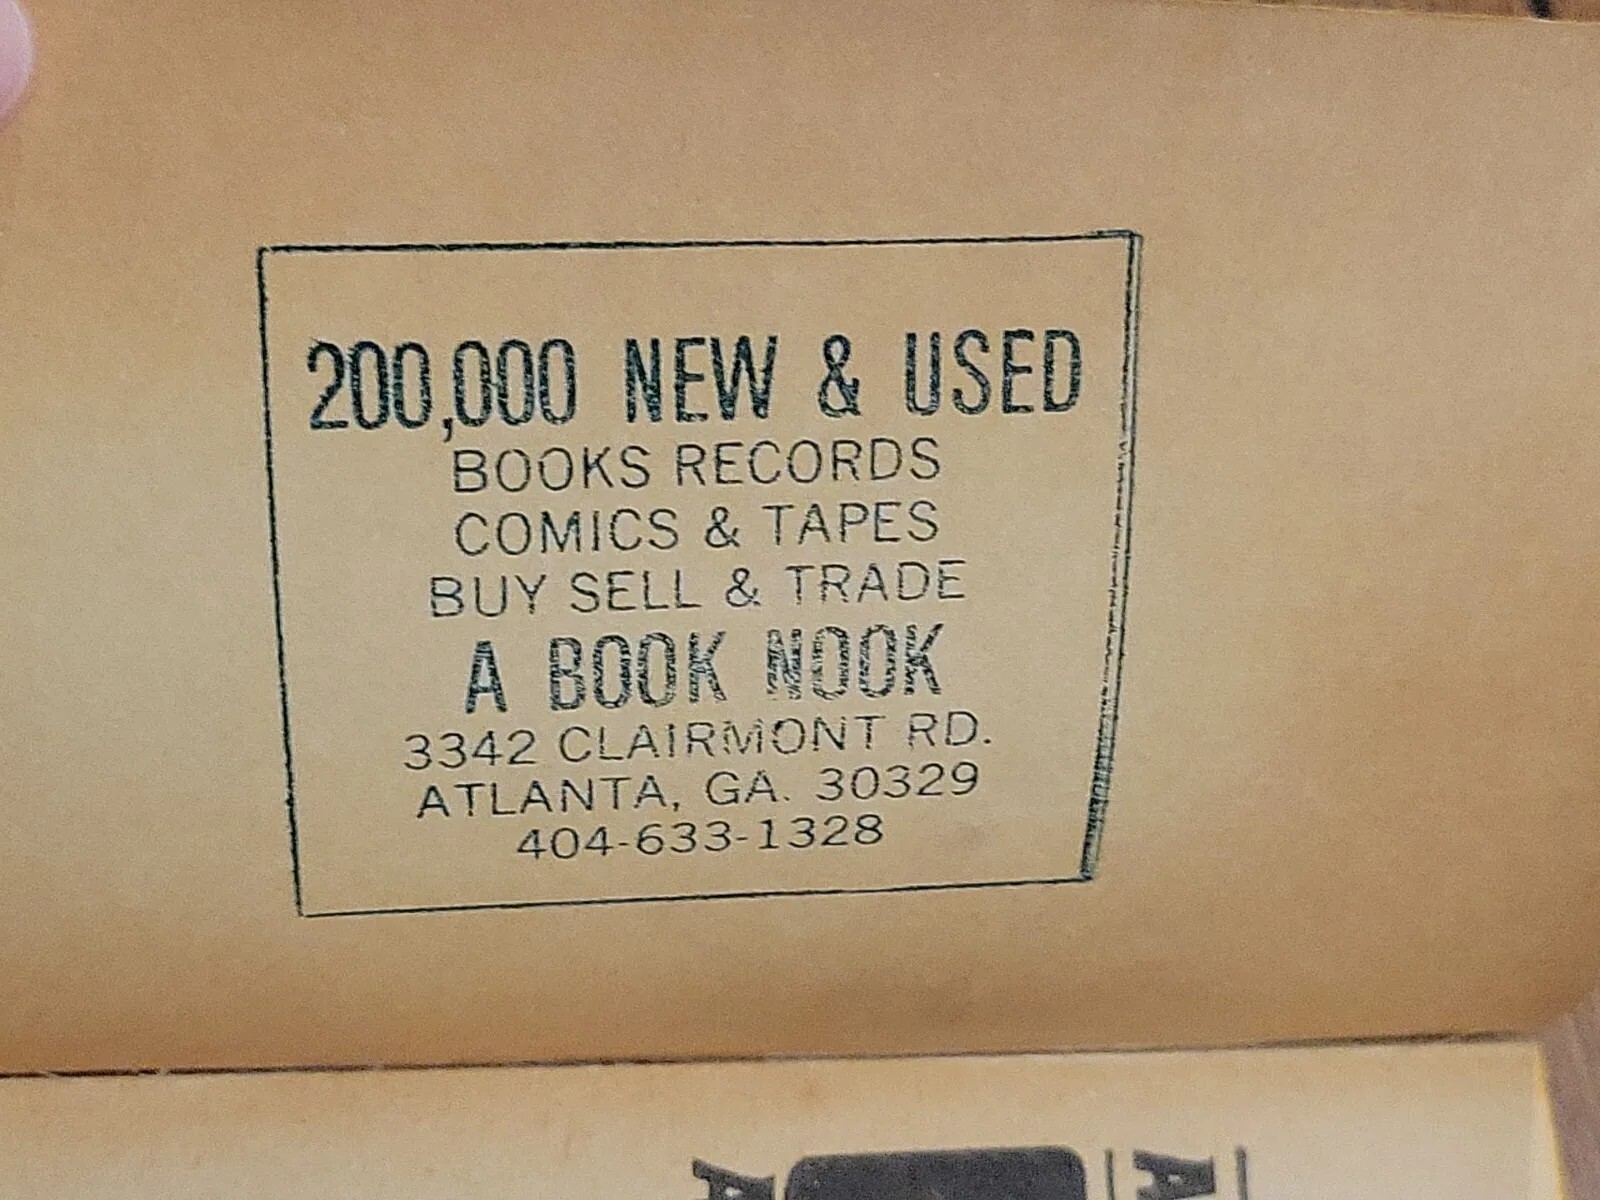 200,000 NEW & USED
BOOKS RECORDS
COMICS & TAPES
BUY SELL & TRADE
A BOOK NOOK
3342 CLAIRMONT RD.
ATLANTA, GA. 30329
404-633-1328